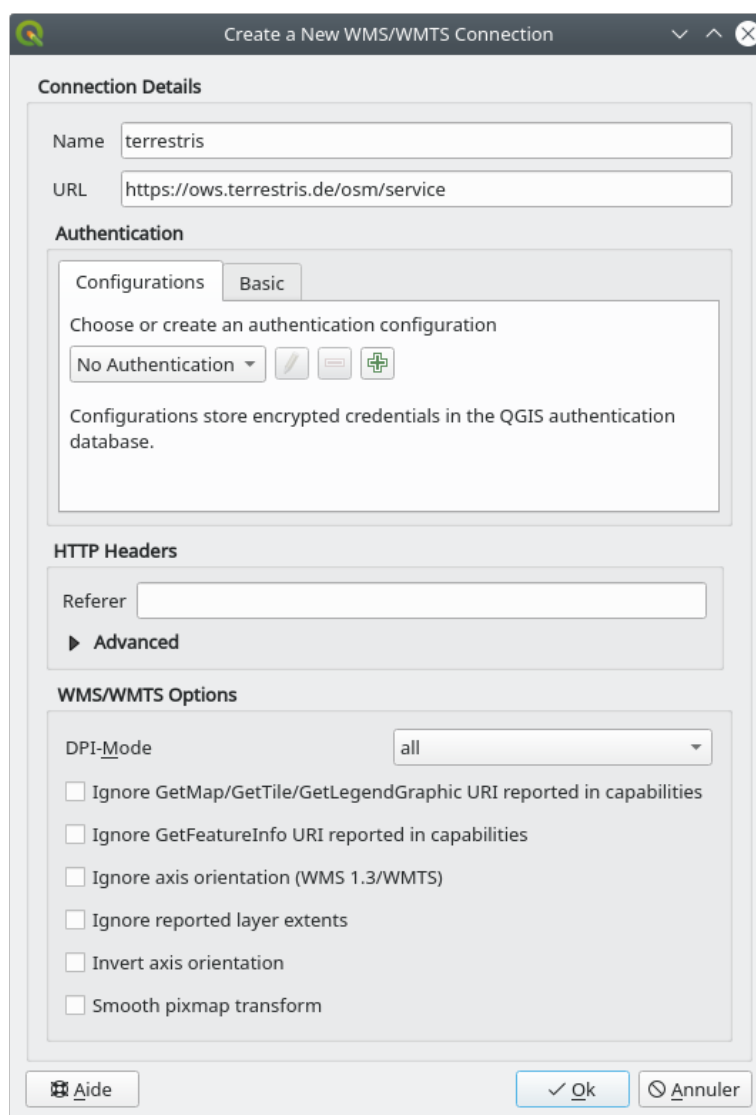 Create a New WMS/WMTS Connection
Connection Details
Name terrestris
URL https://ows.terrestris.de/osm/service
Authentication
Configurations Basic
Choose or create an authentication configuration
No Authentication
Configurations store encrypted credentials in the QGIS authentication
database.
HTTP Headers
Referer
Advanced
WMS/WMTS Options
DPI-Mode all
Ignore GetMap/GetTile/GetLegendGraphic URI reported in capabilities
Ignore GetFeatureInfo URI reported in capabilities
Ignore axis orientation (WMS 1.3/WMTS)
Ignore reported layer extents
Invert axis orientation
Smooth pixmap transform
Aide Ok Annuler